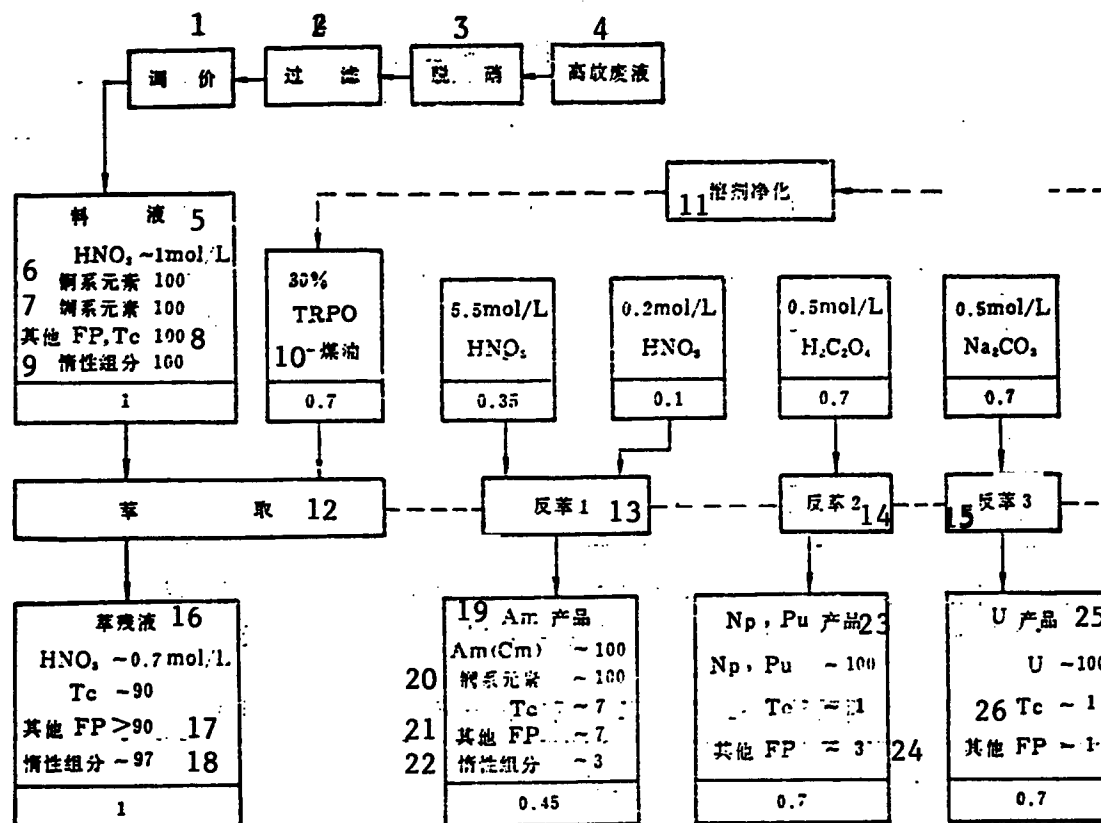 1
2
3
4
调 价
过 滤
脱 硝
高放废液
11 溶剂净化
料 液 5
HNO₃ ~1mol/L
6 锕系元素 100
7 镧系元素 100
其他 FP,Tc 100 8
9 惰性组分 100
1
30%
TRPO
10-煤油
0.7
5.5mol/L
HNO₃
0.35
0.2mol/L
HNO₃
0.1
0.5mol/L
H₂C₂O₄
0.7
0.5mol/L
Na₂CO₃
0.7
萃 取 12
反萃1 13
反萃2 14
15 反萃3
萃残液 16
HNO₃ ~0.7mol/L
Tc ~90
其他 FP>90 17
惰性组分 ~97 18
1
19 Am 产品
Am(Cm) ~100
20 镧系元素 ~100
Tc ~7
21 其他 FP ~7
22 惰性组分 ~3
0.45
Np, Pu 产品 23
Np, Pu ~100
Tc ≈ 1
其他 FP ≈ 3 24
0.7
U 产品 25
U ~100
26 Tc ~1
其他 FP ~1
0.7